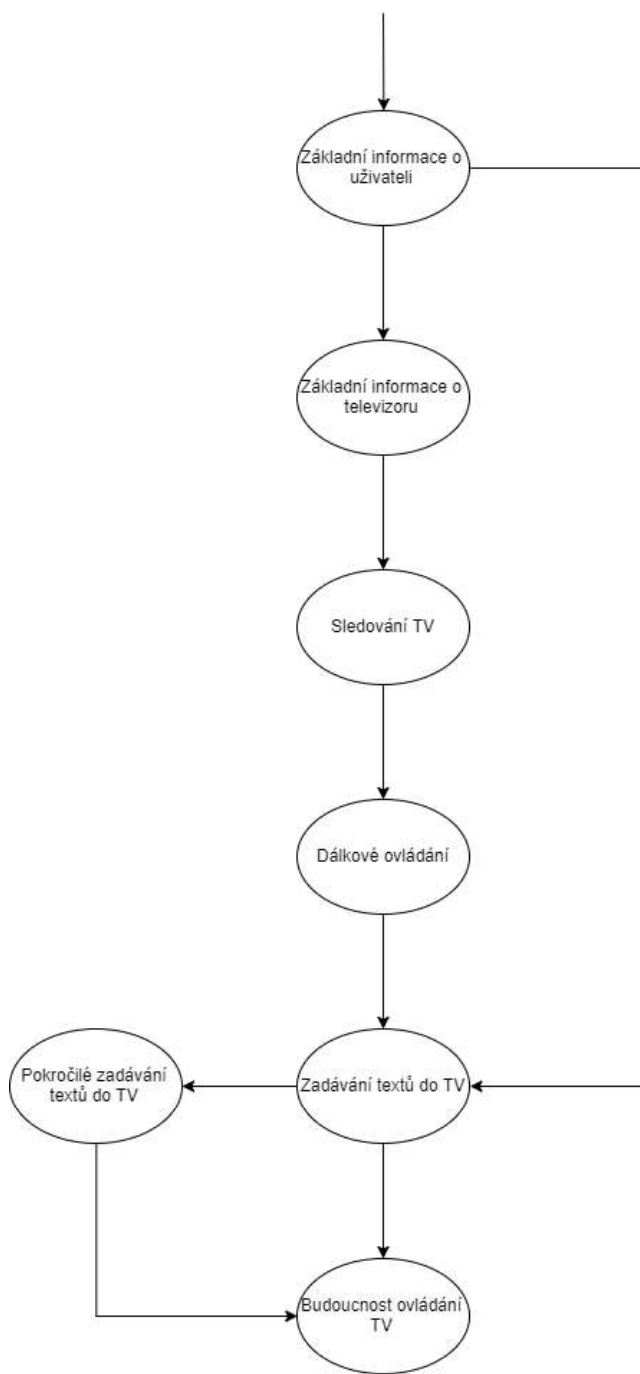 Základní informace o
uživateli
Základní informace o
televizoru
Sledování TV
Dálkové ovládání
Pokročilé zadávání
textů do TV
Zadávání textů do TV
Budoucnost ovládání
TV